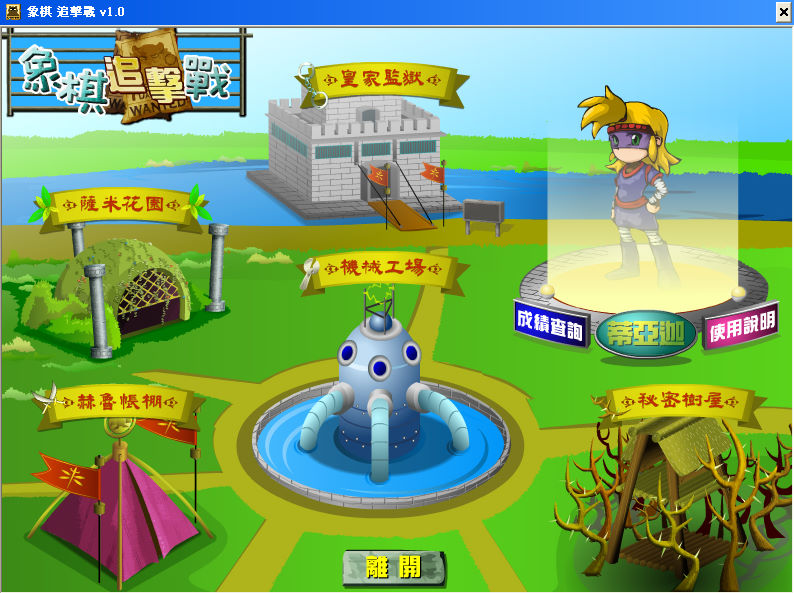 象棋 追擊戰 v1.0
象棋追擊戰
WANTED
皇家監獄
薩米花園
機械工場
成績查詢
蒂亞迦
使用說明
赫魯帳棚
秘密樹屋
離開